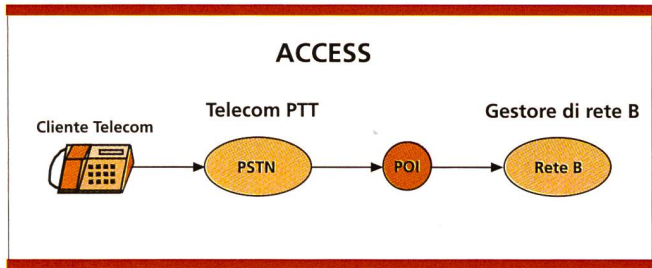 ACCESS
Telecom PTT
Gestore di rete B
Cliente Telecom
PSTN
POI
Rete B